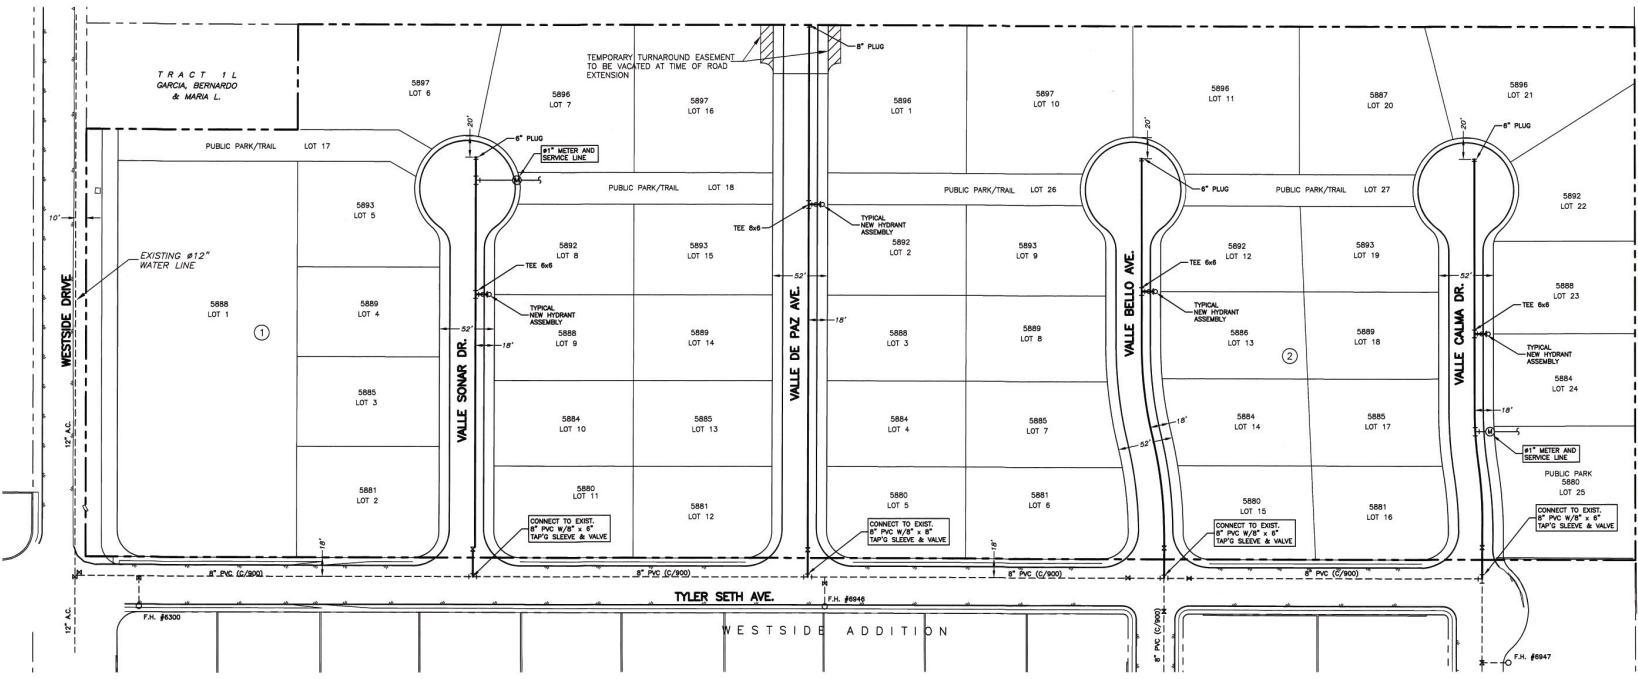 TRACT 1L
GARCIA, BERNARDO
& MARIA L.
5897
LOT 6
5896
LOT 7
TEMPORARY TURNAROUND EASEMENT
TO BE VACATED AT TIME OF ROAD
EXTENSION
5897
LOT 16
8" PLUG
5896
LOT 1
5897
LOT 10
5896
LOT 11
5887
LOT 20
5896
LOT 21
20'
6" PLUG
ø1" METER AND
SERVICE LINE
20'
6" PLUG
20'
6" PLUG
PUBLIC PARK/TRAIL LOT 17
PUBLIC PARK/TRAIL LOT 18
PUBLIC PARK/TRAIL LOT 26
PUBLIC PARK/TRAIL LOT 27
10'
EXISTING ø12"
WATER LINE
WESTSIDE DRIVE
12" A.C.
12" A.C.
5888
LOT 1
1
5893
LOT 5
5889
LOT 4
5885
LOT 3
5881
LOT 2
VALLE SONAR DR.
52'
18'
TEE 6x6
TYPICAL
NEW HYDRANT
ASSEMBLY
5892
LOT 8
5893
LOT 15
5888
LOT 9
5889
LOT 14
5884
LOT 10
5885
LOT 13
5880
LOT 11
5881
LOT 12
CONNECT TO EXIST.
8" PVC W/8" x 6"
TAP'G SLEEVE & VALVE
VALLE DE PAZ AVE.
TEE 8x6
TYPICAL
NEW HYDRANT
ASSEMBLY
52'
18'
5892
LOT 2
5893
LOT 9
5888
LOT 3
5889
LOT 8
5884
LOT 4
5885
LOT 7
5880
LOT 5
5881
LOT 6
CONNECT TO EXIST.
8" PVC W/8" x 8"
TAP'G SLEEVE & VALVE
VALLE BELLO AVE.
TEE 6x6
TYPICAL
NEW HYDRANT
ASSEMBLY
18'
52'
5892
LOT 12
5893
LOT 19
5886
LOT 13
2
5889
LOT 18
5884
LOT 14
5885
LOT 17
5880
LOT 15
5881
LOT 16
CONNECT TO EXIST.
8" PVC W/8" x 6"
TAP'G SLEEVE & VALVE
VALLE CALMA DR.
52'
TEE 6x6
TYPICAL
NEW HYDRANT
ASSEMBLY
18'
5892
LOT 22
5888
LOT 23
5884
LOT 24
ø1" METER AND
SERVICE LINE
PUBLIC PARK
5880
LOT 25
CONNECT TO EXIST.
8" PVC W/8" x 6"
TAP'G SLEEVE & VALVE
18'
18'
8" PVC (C/900)
8" PVC (C/900)
8" PVC (C/900)
8" PVC (C/900)
8" PVC (C/900)
TYLER SETH AVE.
F.H. #6300
F.H. #6946
F.H. #6947
WESTSIDE ADDITION